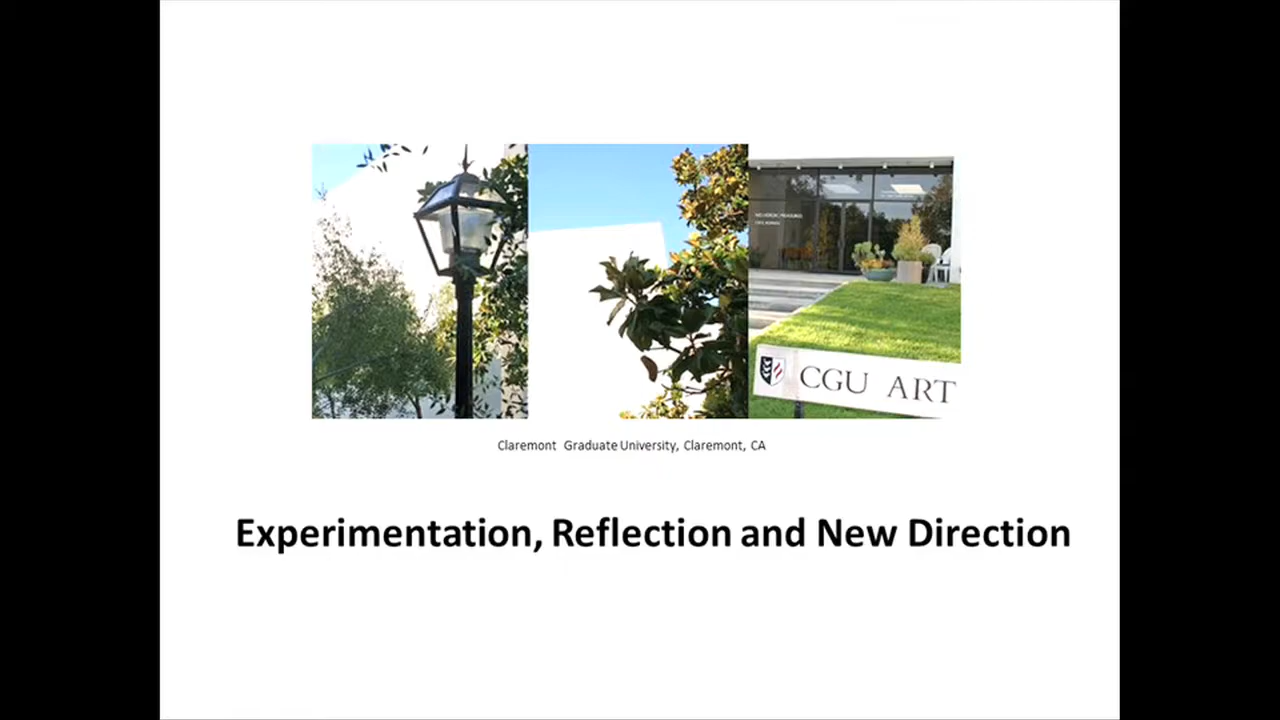 CGU ART
Claremont Graduate University, Claremont, CA
Experimentation, Reflection and New Direction